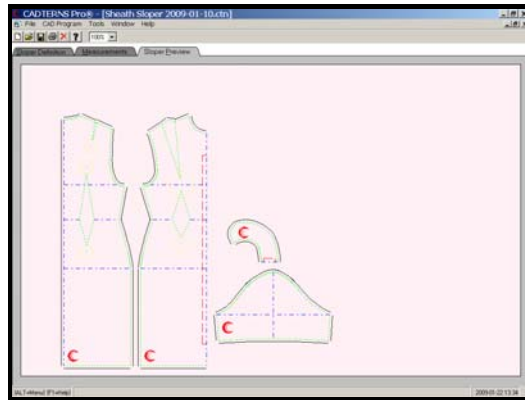 CADTERNS Pro® - [Sheath Sloper 2009-01-10.ctn]
File CAD Program Tools Window Help
100%
Sloper Definition Measurements Sloper Preview
C
C
C
C
(ALT=Menu) (F1=Help) 2009-01-22 13:34